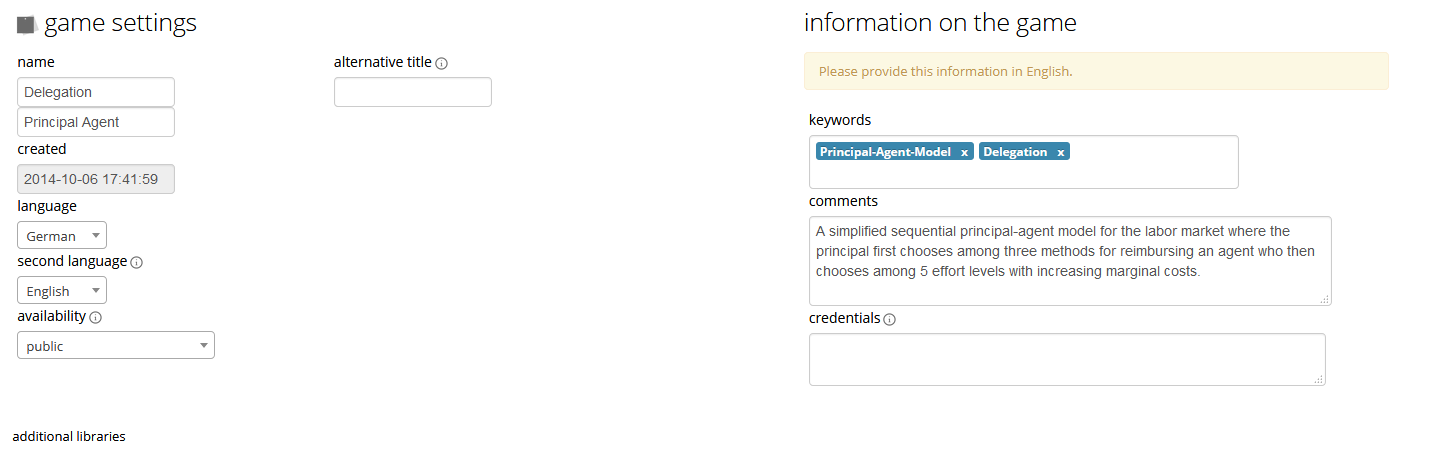 game settings
name
Delegation
Principal Agent
created
2014-10-06 17:41:59
language
German
second language
English
availability
public
alternative title
information on the game
Please provide this information in English.
keywords
Principal-Agent-Model x Delegation x
comments
A simplified sequential principal-agent model for the labor market where the
principal first chooses among three methods for reimbursing an agent who then
chooses among 5 effort levels with increasing marginal costs.
credentials
additional libraries